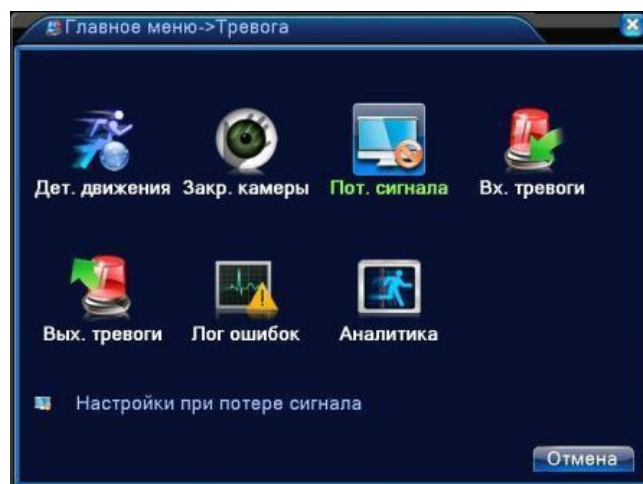 Главное меню->Тревога
Дет. движения Закр. камеры Пот. сигнала Вх. тревоги
Вых. тревоги Лог ошибок Аналитика
Настройки при потере сигнала
Отмена